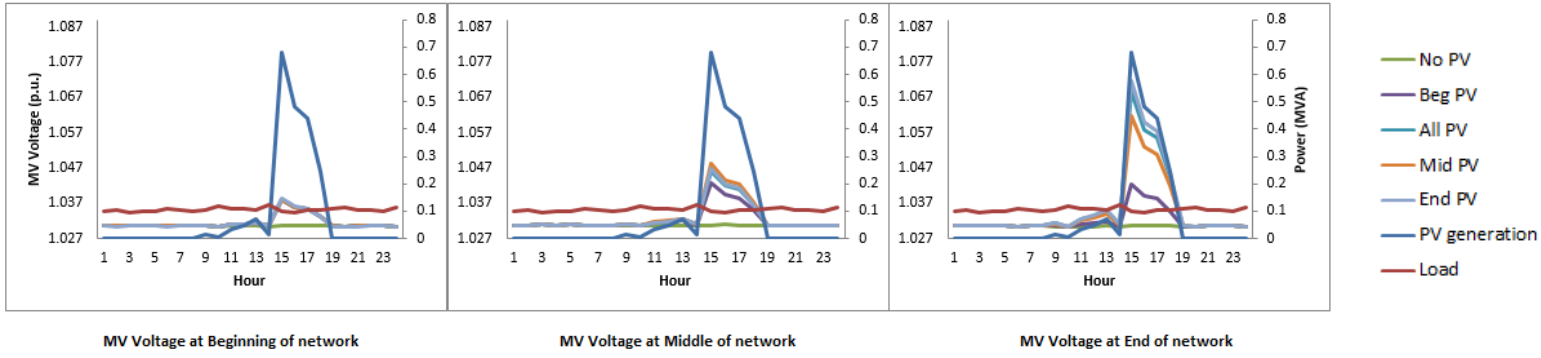 MV Voltage (p.u.)
1.087
1.077
1.067
1.057
1.047
1.037
1.027
0.8
0.7
0.6
0.5
0.4
0.3
0.2
0.1
0
1 3 5 7 9 11 13 15 17 19 21 23
Hour
MV Voltage at Beginning of network
1.087
1.077
1.067
1.057
1.047
1.037
1.027
0.8
0.7
0.6
0.5
0.4
0.3
0.2
0.1
0
1 3 5 7 9 11 13 15 17 19 21 23
Hour
MV Voltage at Middle of network
1.087
1.077
1.067
1.057
1.047
1.037
1.027
0.8
0.7
0.6
0.5
0.4
0.3
0.2
0.1
0
Power (MVA)
1 3 5 7 9 11 13 15 17 19 21 23
Hour
MV Voltage at End of network
No PV
Beg PV
All PV
Mid PV
End PV
PV generation
Load